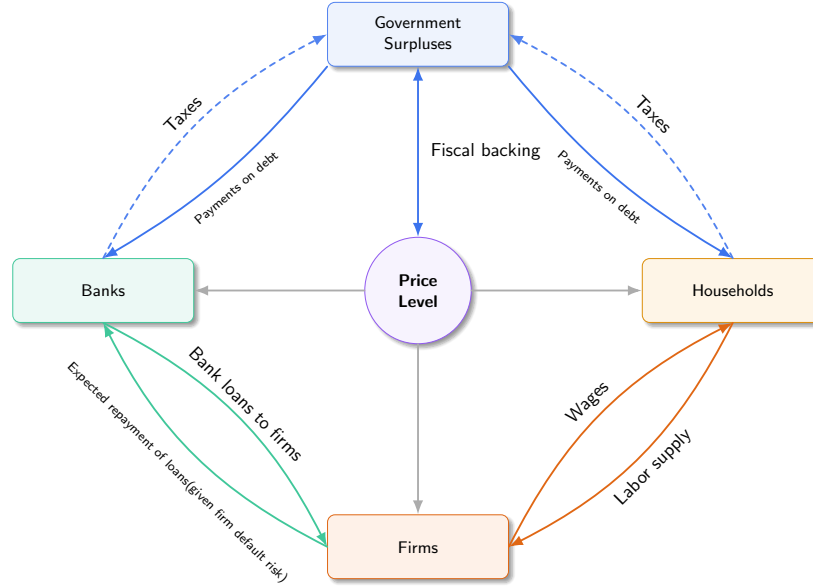 Government
Surpluses
Taxes
Taxes
Fiscal backing
Payments on debt
Payments on debt
Banks
Price
Level
Households
Bank loans to firms
Expected repayment of loans(given firm default risk)
Wages
Labor supply
Firms